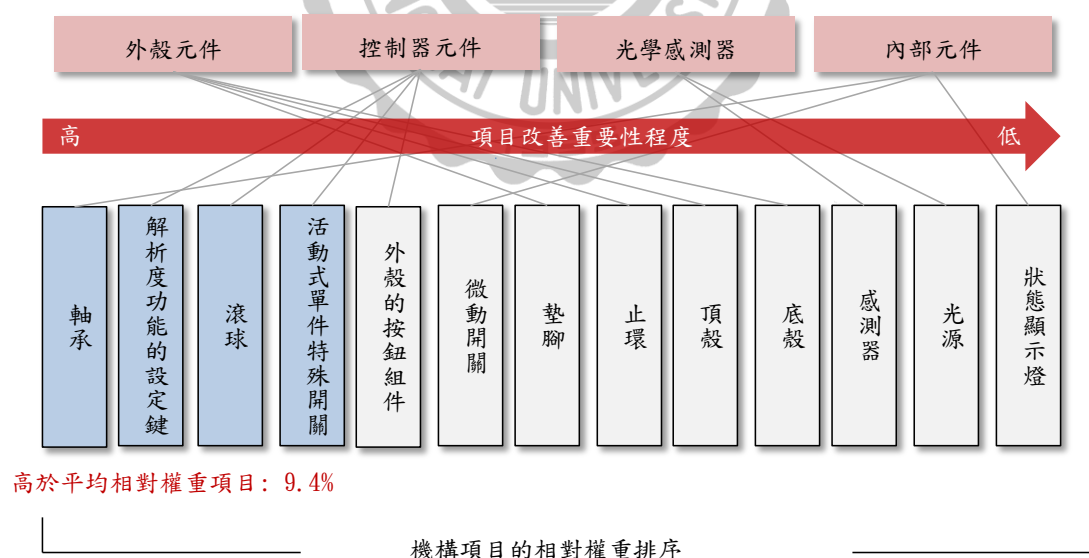 外殼元件
控制器元件
光學感測器
內部元件
高
項目改善重要性程度
低
軸承
解析度功能的設定鍵
滾球
活動式單件特殊開關
外殼的按鈕組件
微動開關
墊腳
止環
頂殼
底殼
感測器
光源
狀態顯示燈
高於平均相對權重項目: 9.4%
機構項目的相對權重排序